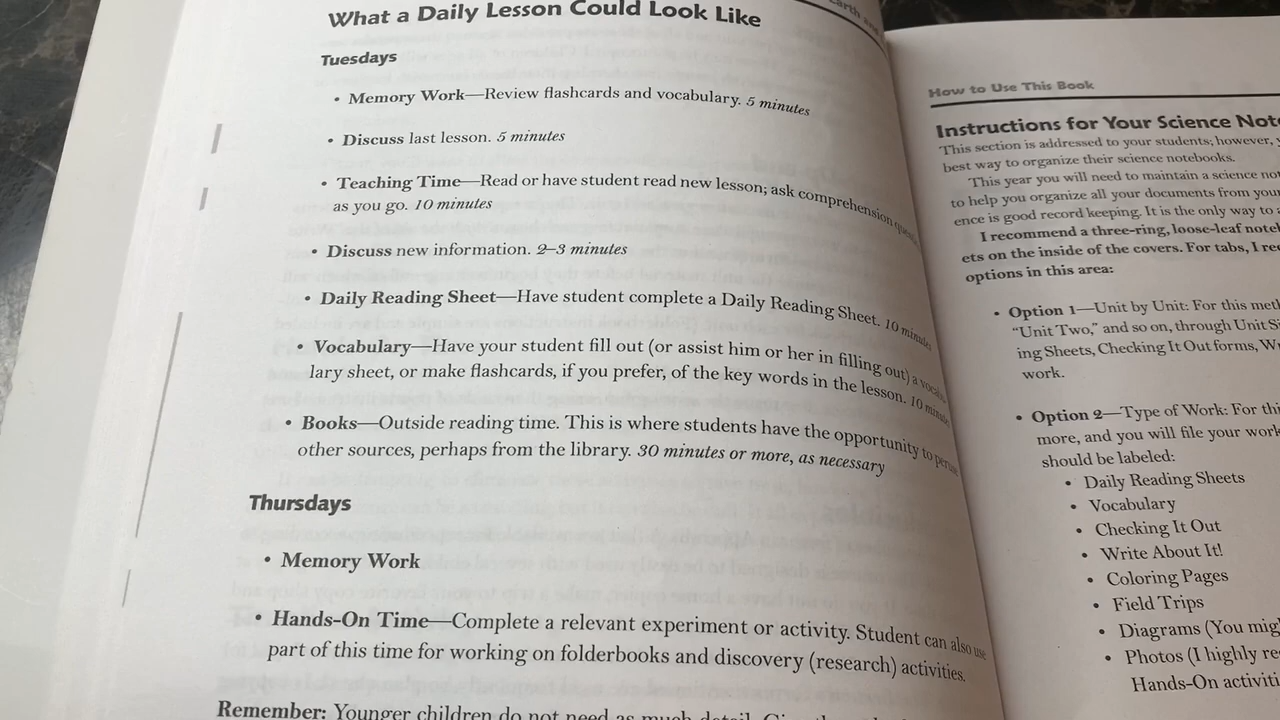 Earth and
What a Daily Lesson Could Look Like
Tuesdays
• Memory Work—Review flashcards and vocabulary. 5 minutes
• Discuss last lesson. 5 minutes
• Teaching Time—Read or have student read new lesson; ask comprehension
as you go. 10 minutes
• Discuss new information. 2–3 minutes
• Daily Reading Sheet—Have student complete a Daily Reading Sheet. 10 minutes
• Vocabulary—Have your student fill out (or assist him or her in filling out) a
lary sheet, or make flashcards, if you prefer, of the key words in the lesson. 10
• Books—Outside reading time. This is where students have the opportunity to
other sources, perhaps from the library. 30 minutes or more, as necessary
Thursdays
• Memory Work
• Hands-On Time—Complete a relevant experiment or activity. Student can also use
part of this time for working on folderbooks and discovery (research) activities.
Remember: Younger children do not need as much detail.
How to Use This Book
Instructions for Your Science Note
This section is addressed to your students; however,
best way to organize their science notebooks.
This year you will need to maintain a science
to help you organize all your documents from your
ence is good record keeping. It is the only way to
I recommend a three-ring, loose-leaf note
ets on the inside of the covers. For tabs, I
options in this area:
• Option 1—Unit by Unit: For this
“Unit Two,” and so on, through Unit
ing Sheets, Checking It Out forms,
work.
• Option 2—Type of Work: For
more, and you will file your
should be labeled:
• Daily Reading Sheets
• Vocabulary
• Checking It Out
• Write About It!
• Coloring Pages
• Field Trips
• Diagrams (You
• Photos (I highly
Hands-On